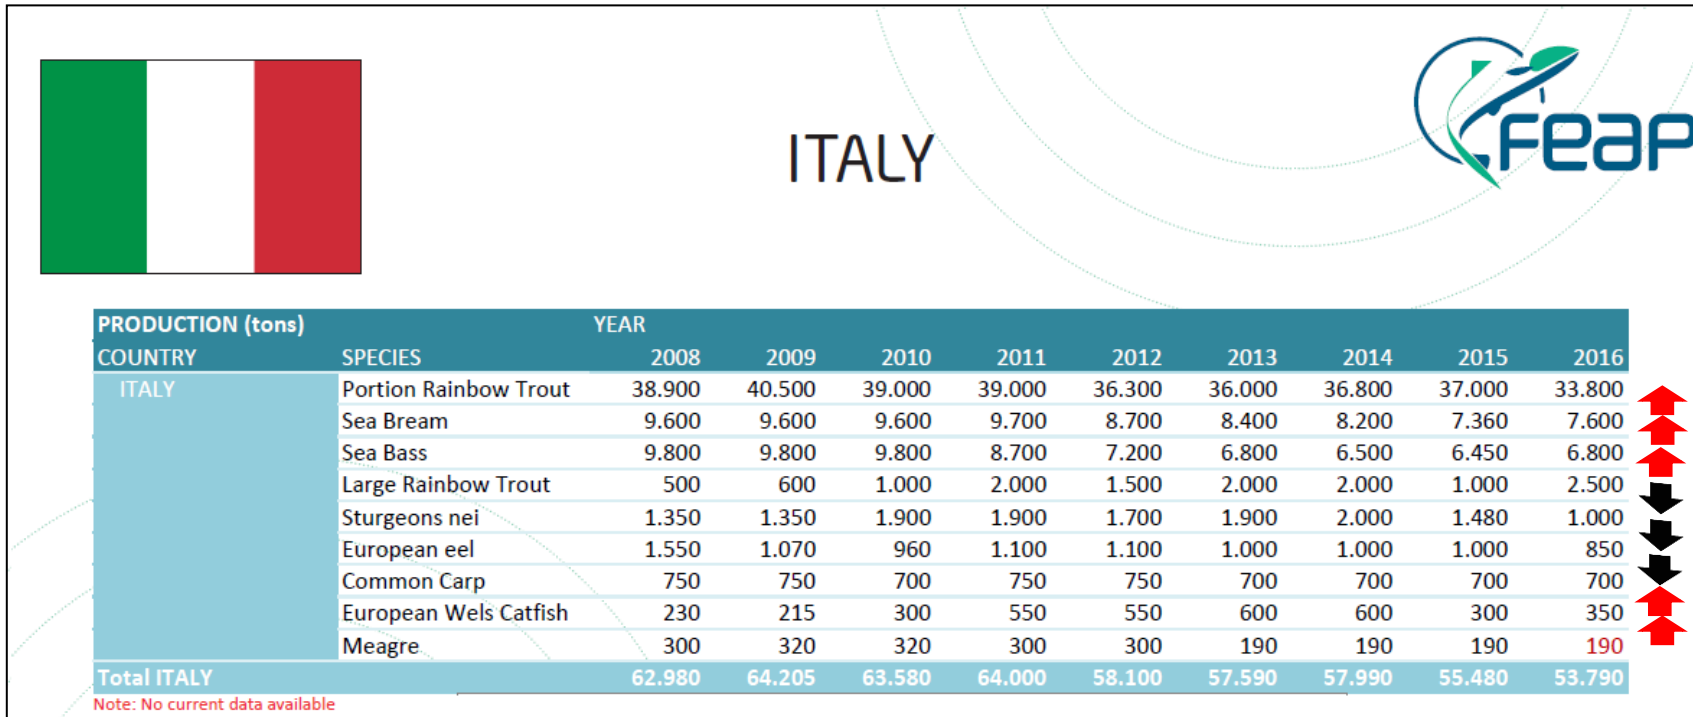 feap
ITALY
PRODUCTION (tons) YEAR
COUNTRY SPECIES 2008 2009 2010 2011 2012 2013 2014 2015 2016
ITALY Portion Rainbow Trout 38.900 40.500 39.000 39.000 36.300 36.000 36.800 37.000 33.800
Sea Bream 9.600 9.600 9.600 9.700 8.700 8.400 8.200 7.360 7.600
Sea Bass 9.800 9.800 9.800 8.700 7.200 6.800 6.500 6.450 6.800
Large Rainbow Trout 500 600 1.000 2.000 1.500 2.000 2.000 1.000 2.500
Sturgeons nei 1.350 1.350 1.900 1.900 1.700 1.900 2.000 1.480 1.000
European eel 1.550 1.070 960 1.100 1.100 1.000 1.000 1.000 850
Common Carp 750 750 700 750 750 700 700 700 700
European Wels Catfish 230 215 300 550 550 600 600 300 350
Meagre 300 320 320 300 300 190 190 190 190
Total ITALY 62.980 64.205 63.580 64.000 58.100 57.590 57.990 55.480 53.790
Note: No current data available